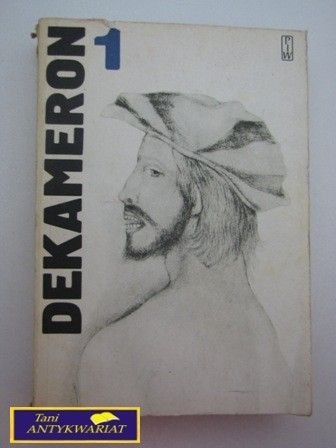 DEKAMERON
1
PIW
Tani
ANTYKWARIAT